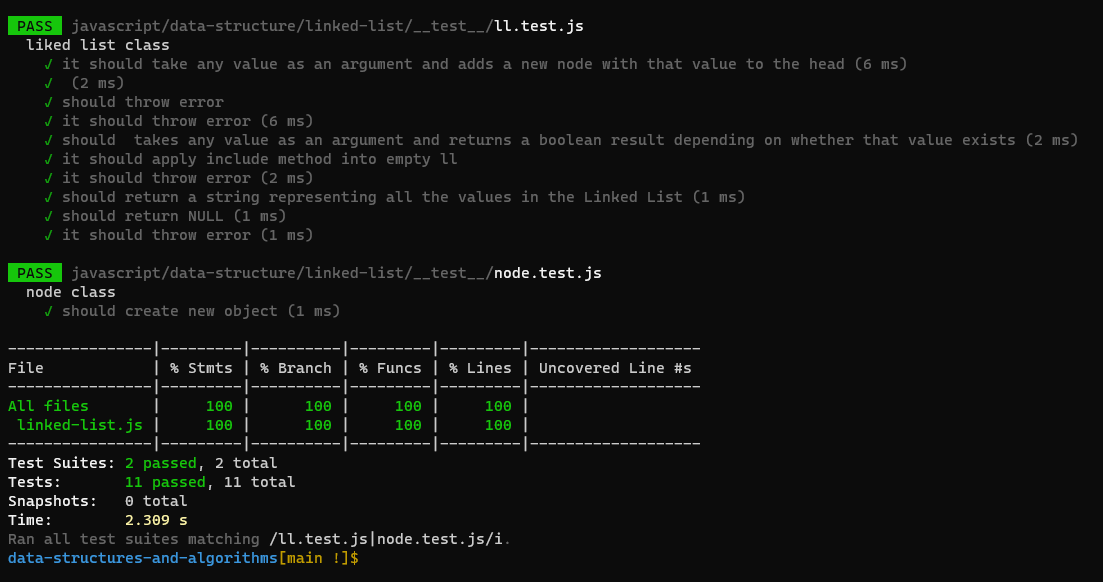 PASS  javascript/data-structure/linked-list/__test__/ll.test.js
  liked list class
    √ it should take any value as an argument and adds a new node with that value to the head (6 ms)
    √  (2 ms)
    √ should throw error
    √ it should throw error (6 ms)
    √ should  takes any value as an argument and returns a boolean result depending on whether that value exists (2 ms)
    √ it should apply include method into empty ll
    √ it should throw error (2 ms)
    √ should return a string representing all the values in the Linked List (1 ms)
    √ should return NULL (1 ms)
    √ it should throw error (1 ms)
PASS  javascript/data-structure/linked-list/__test__/node.test.js
  node class
    √ should create new object (1 ms)
----------------|---------|----------|---------|---------|-------------------
File            | % Stmts | % Branch | % Funcs | % Lines | Uncovered Line #s
----------------|---------|----------|---------|---------|-------------------
All files       |     100 |      100 |     100 |     100 |
 linked-list.js |     100 |      100 |     100 |     100 |
----------------|---------|----------|---------|---------|-------------------
Test Suites: 2 passed, 2 total
Tests:       11 passed, 11 total
Snapshots:   0 total
Time:        2.309 s
Ran all test suites matching /ll.test.js|node.test.js/i.
data-structures-and-algorithms[main !]$